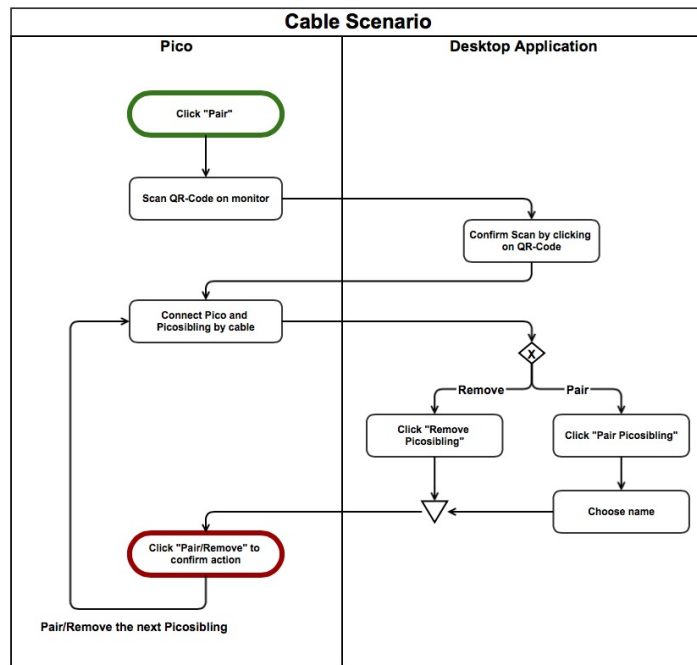 Cable Scenario
Pico
Desktop Application
Click "Pair"
Scan QR-Code on monitor
Confirm Scan by clicking
on QR-Code
Connect Pico and
Picosibling by cable
X
Remove
Pair
Click "Remove
Picosibling"
Click "Pair Picosibling"
Choose name
Click "Pair/Remove" to
confirm action
Pair/Remove the next Picosibling